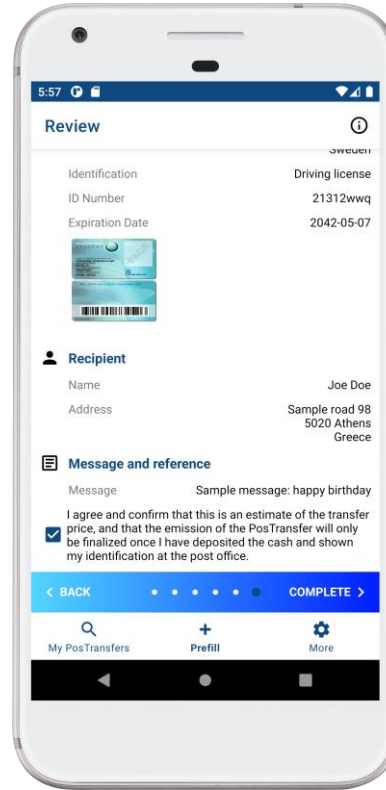 5:57
Review
Sweden
Identification Driving license
ID Number 21312wwq
Expiration Date 2042-05-07
Recipient
Name Joe Doe
Address Sample road 98
5020 Athens
Greece
Message and reference
Message Sample message: happy birthday
I agree and confirm that this is an estimate of the transfer
price, and that the emission of the PosTransfer will only
be finalized once I have deposited the cash and shown
my identification at the post office.
< BACK COMPLETE >
My PosTransfers Prefill More